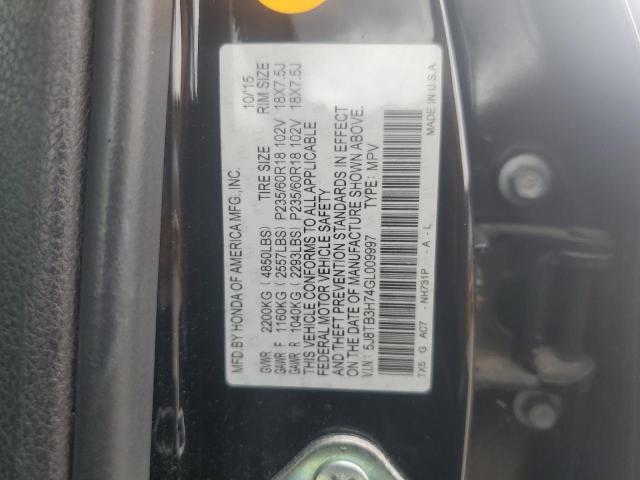 MFD.BY HONDA OF AMERICA MFG.,INC. 10/15
TIRE SIZE RIM SIZE
GVWR 2200KG (4850LBS)
GAWR F 1160KG (2557LBS) P235/60R18 102V 18X7.5J
GAWR R 1040KG (2293LBS) P235/60R18 102V 18X7.5J
THIS VEHICLE CONFORMS TO ALL APPLICABLE
FEDERAL MOTOR VEHICLE SAFETY
AND THEFT PREVENTION STANDARDS IN EFFECT
ON THE DATE OF MANUFACTURE SHOWN ABOVE.
V.I.N.: 5J8TB3H74GL009997 TYPE: MPV
TX5 G AC7 - NH731P - A - L MADE IN U.S.A.